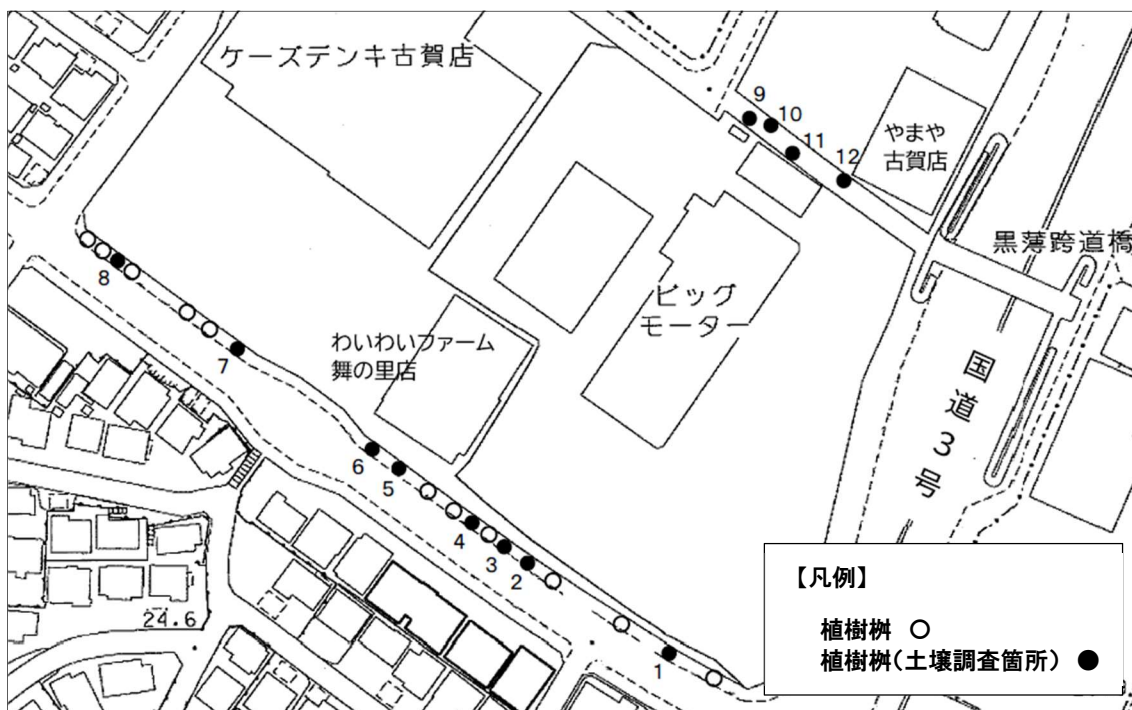 ケーズデンキ古賀店
9
10
11
12
やまや
古賀店
黒薄跨道橋
8
ビッグ
モーター
わいわいファーム
舞の里店
7
国道3号
6
5
4
3
2
24.6
1
【凡例】
植樹桝 ○
植樹桝(土壌調査箇所) ●